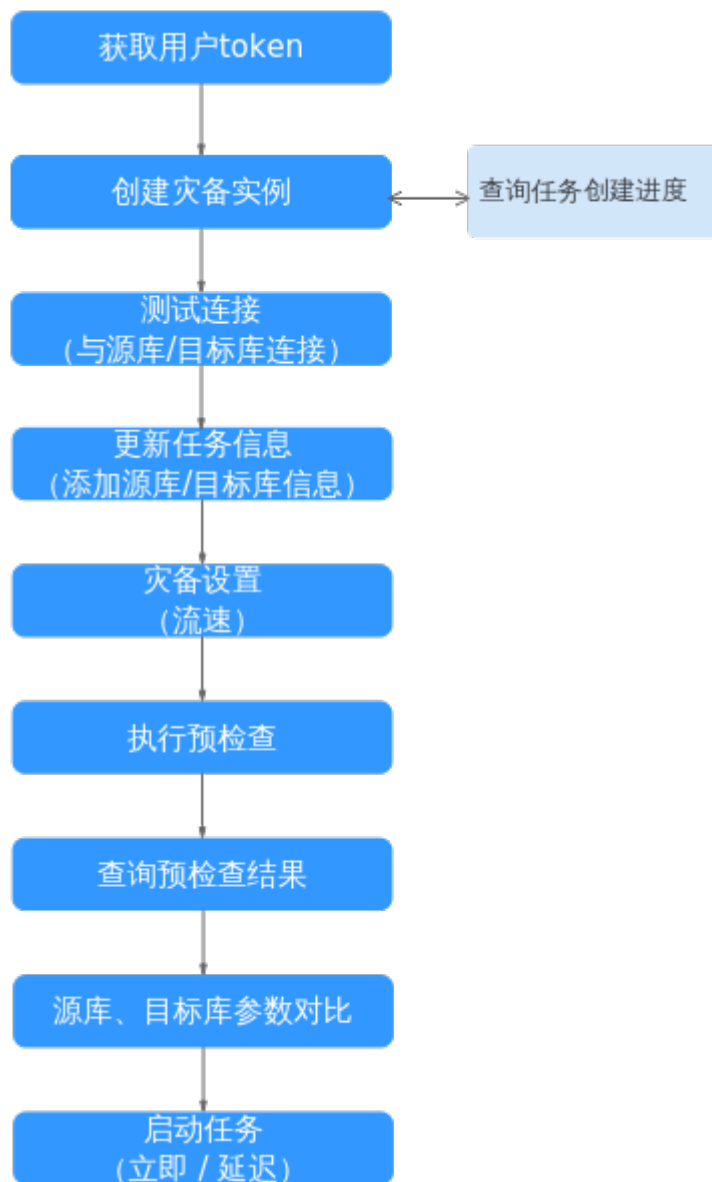 获取用户token
创建灾备实例
查询任务创建进度
测试连接
（与源库/目标库连接）
更新任务信息
（添加源库/目标库信息）
灾备设置
（流速）
执行预检查
查询预检查结果
源库、目标库参数对比
启动任务
（立即 / 延迟）